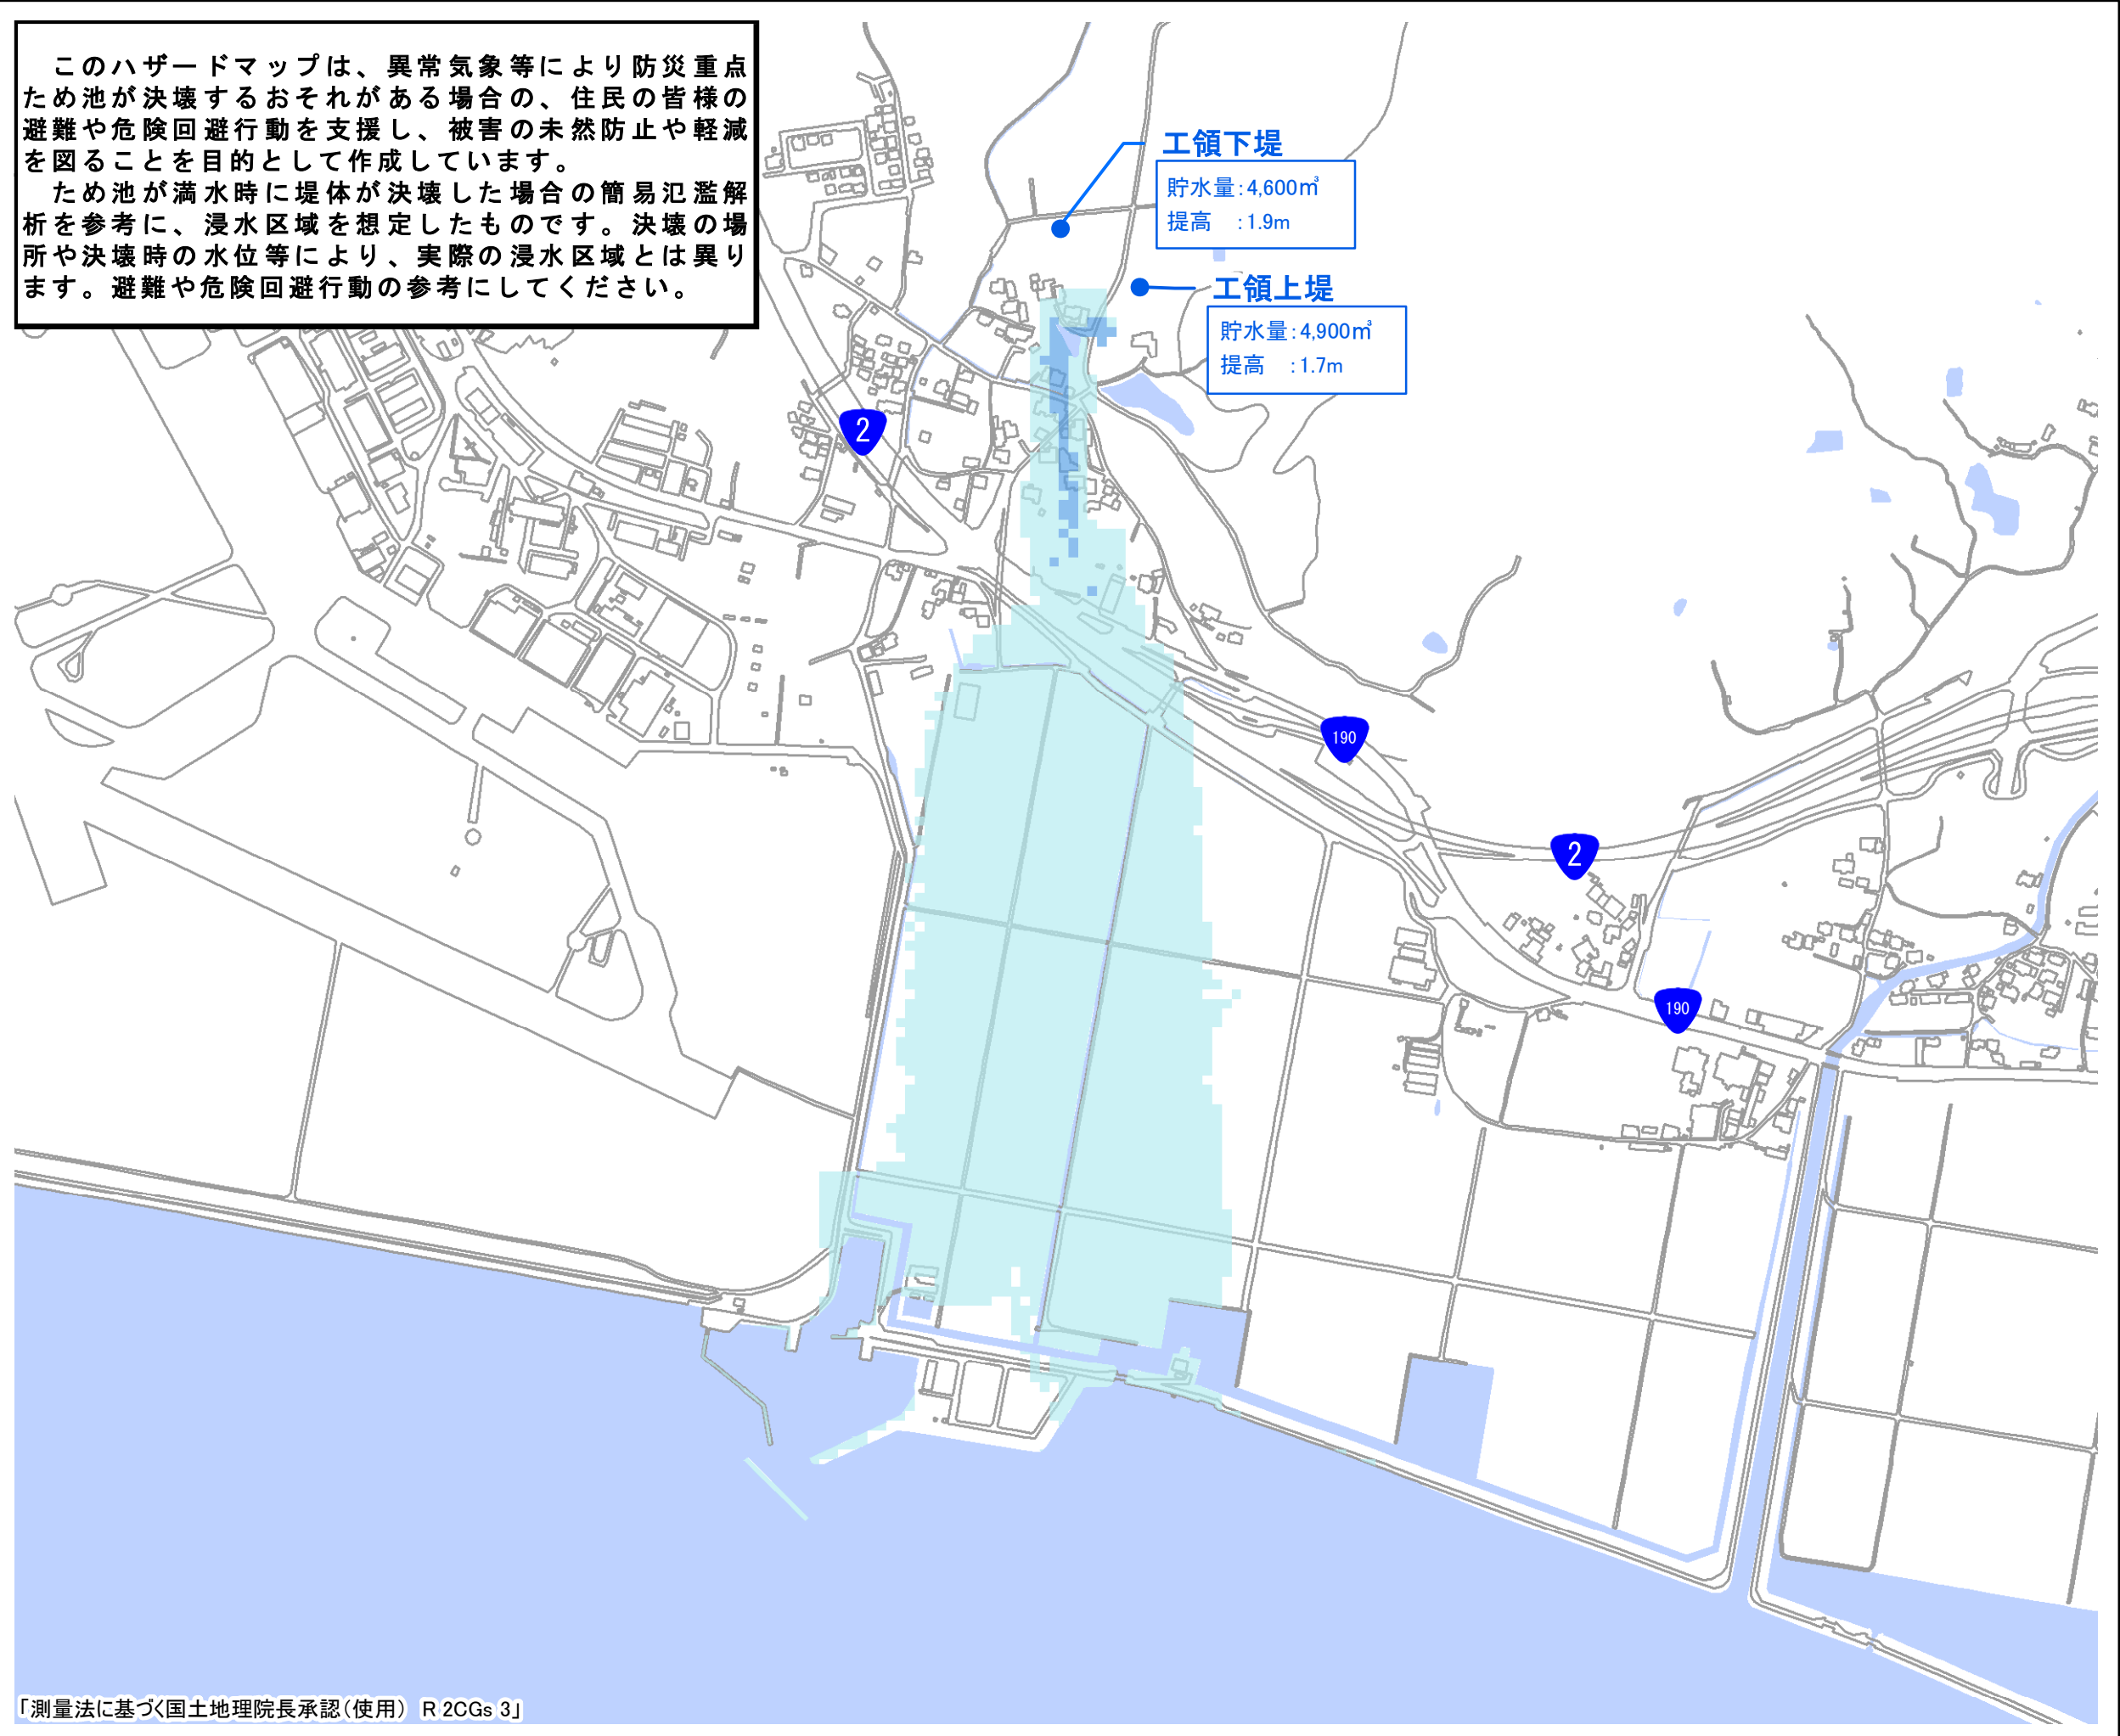 このハザードマップは、異常気象等により防災重点
ため池が決壊するおそれがある場合の、住民の皆様の
避難や危険回避行動を支援し、被害の未然防止や軽減
を図ることを目的として作成しています。
ため池が満水時に堤体が決壊した場合の簡易氾濫解
析を参考に、浸水区域を想定したものです。決壊の場
所や決壊時の水位等により、実際の浸水区域とは異り
ます。避難や危険回避行動の参考にしてください。
工領下堤
貯水量:4,600㎥
提高 :1.9m
工領上堤
貯水量:4,900㎥
提高 :1.7m
2
190
2
190
「測量法に基づく国土地理院長承認(使用) R 2CGs 3」